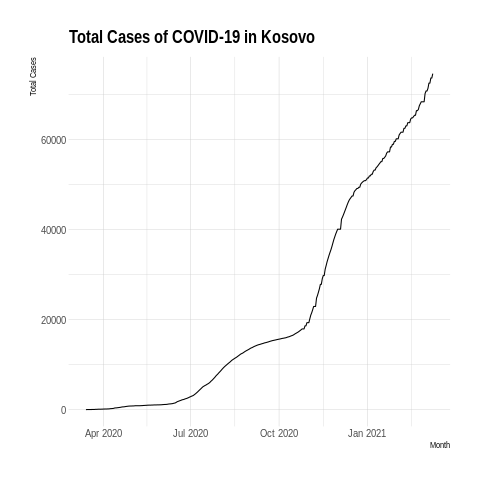 Total Cases of COVID-19 in Kosovo
Total Cases
60000
40000
20000
0
Apr 2020 Jul 2020 Oct 2020 Jan 2021
Month